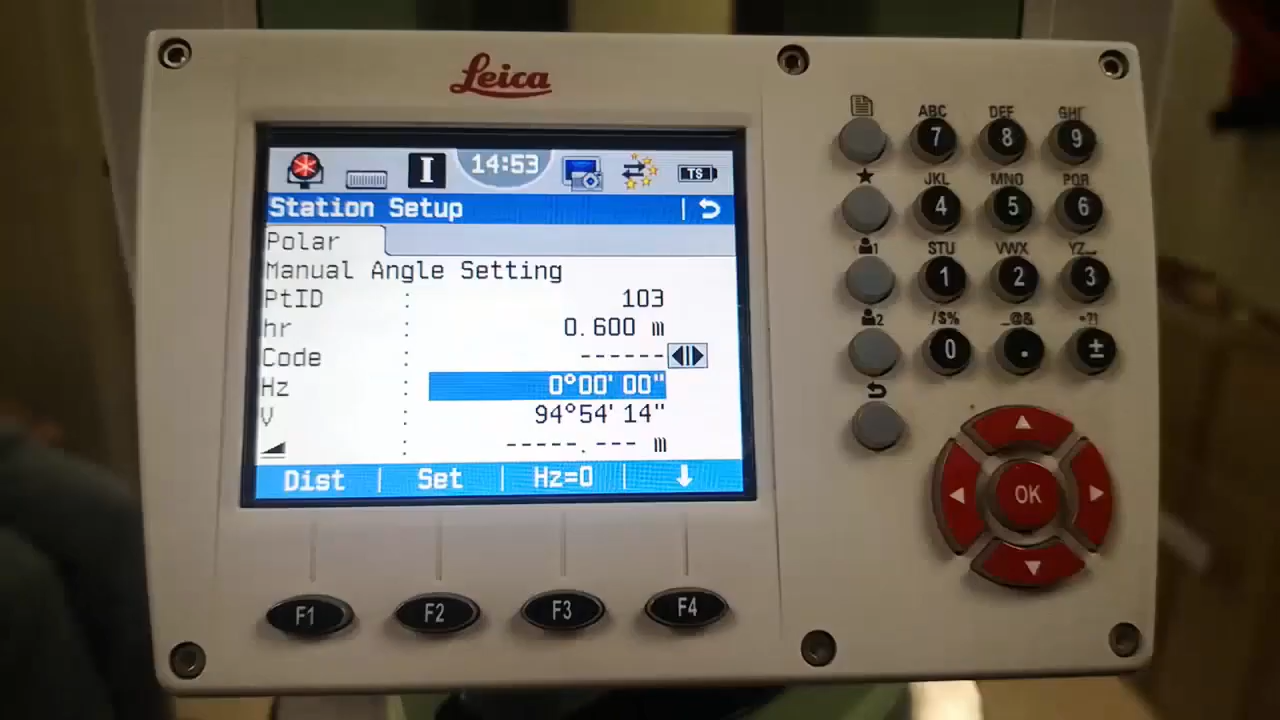 Leica
I 14:53 TS
Station Setup
Polar
Manual Angle Setting
PtID : 103
hr : 0.600 m
Code : ------
Hz : 0°00'00"
V : 94°54'14"
: -----.--- m
Dist | Set | Hz=0 | ↓
F1 F2 F3 F4
ABC DEF GHI
7 8 9
JKL MNO PQR
4 5 6
1 STU VWX YZ_
1 2 3
2 /$% _@& *?!
0 . ±
OK